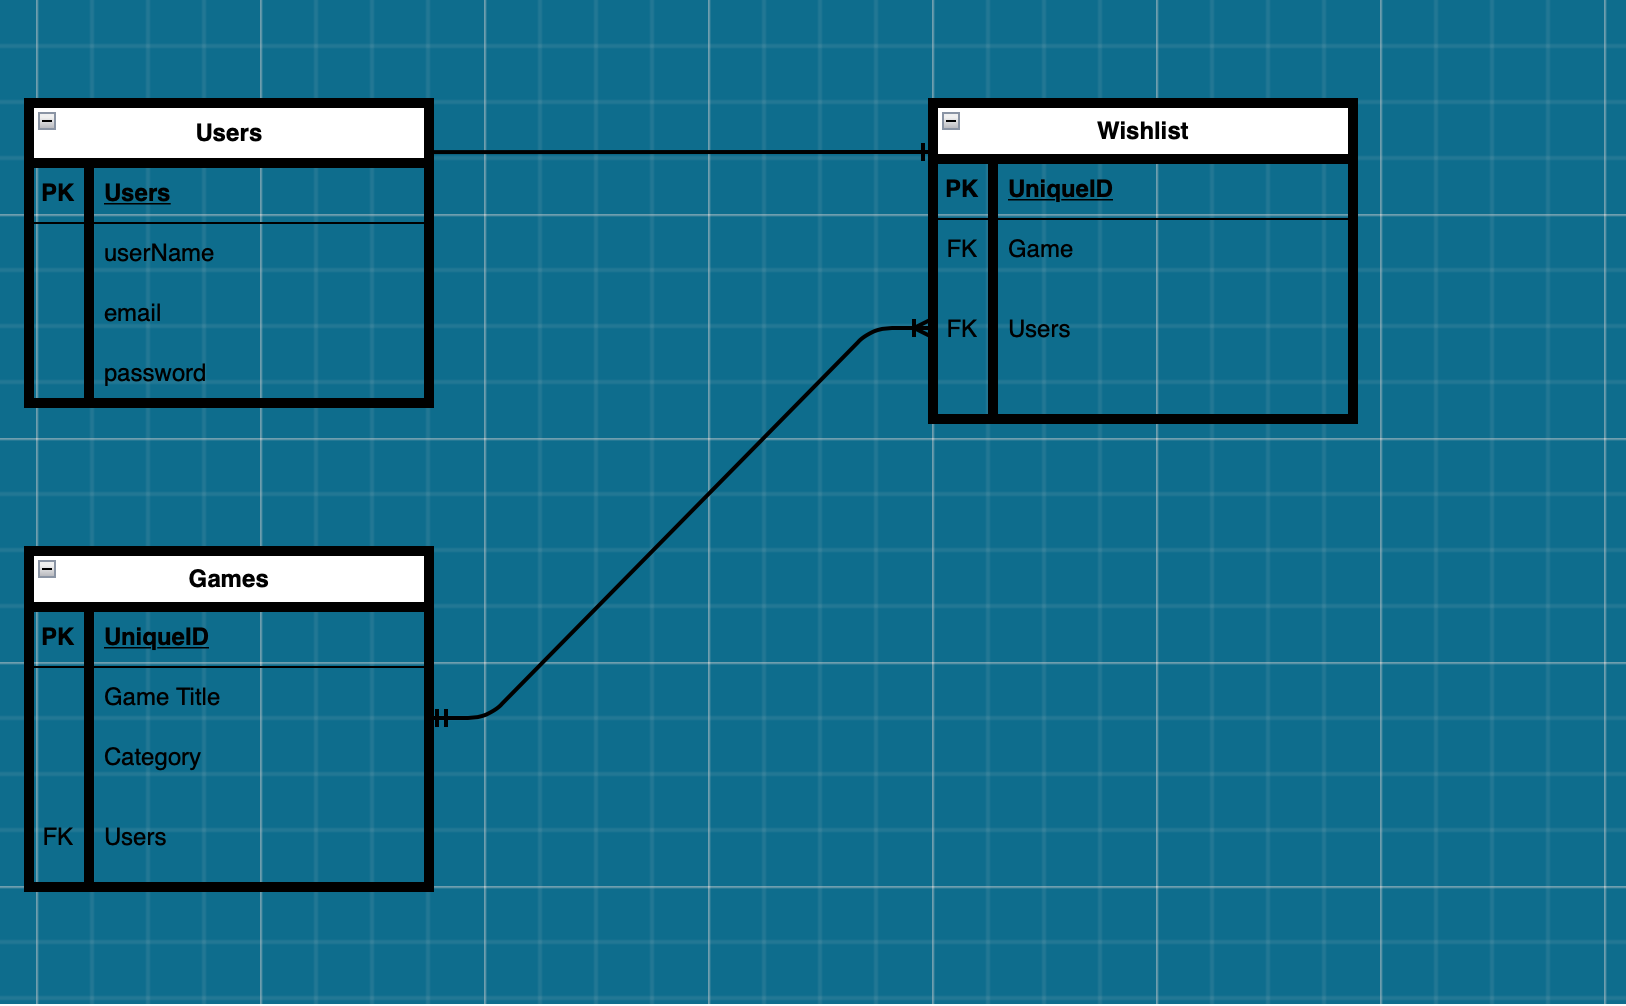 Users
PK Users
userName
email
password
Wishlist
PK UniqueID
FK Game
FK Users
Games
PK UniqueID
Game Title
Category
FK Users